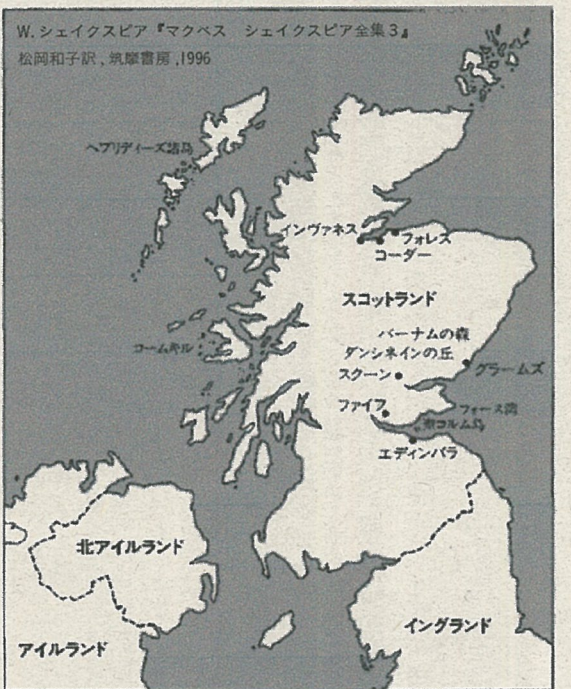 W. シェイクスピア『マクベス　シェイクスピア全集3』
松岡和子訳, 筑摩書房, 1996
ヘブリディーズ諸島
インヴァネス
フォレス
コーダー
スコットランド
バーナムの森
ダンシネインの丘
コームキル
スクーン
グラームズ
ファイフ
フォース湾
聖コルム島
エディンバラ
北アイルランド
アイルランド
イングランド